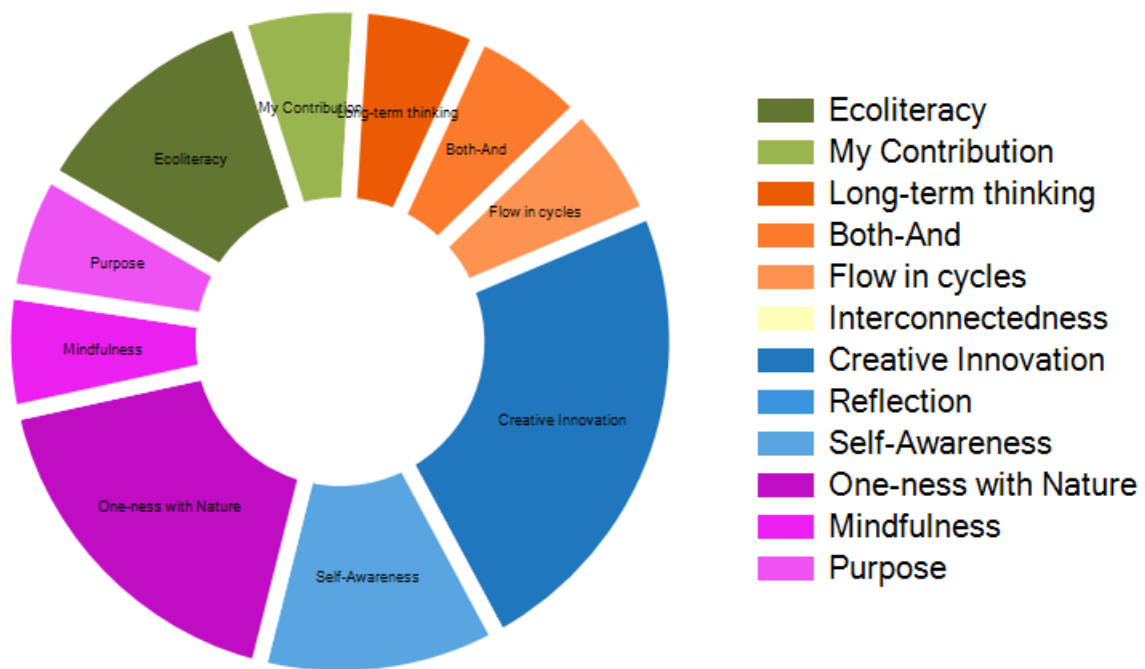 My Contribution
Long-term thinking
Both-And
Ecoliteracy
Flow in cycles
Purpose
Mindfulness
Creative Innovation
One-ness with Nature
Self-Awareness
Ecoliteracy
My Contribution
Long-term thinking
Both-And
Flow in cycles
Interconnectedness
Creative Innovation
Reflection
Self-Awareness
One-ness with Nature
Mindfulness
Purpose